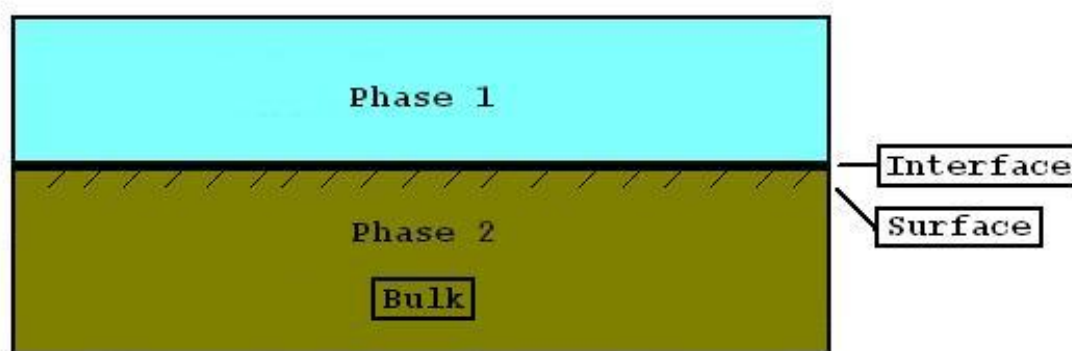 Phase 1
Interface
Surface
Phase 2
Bulk